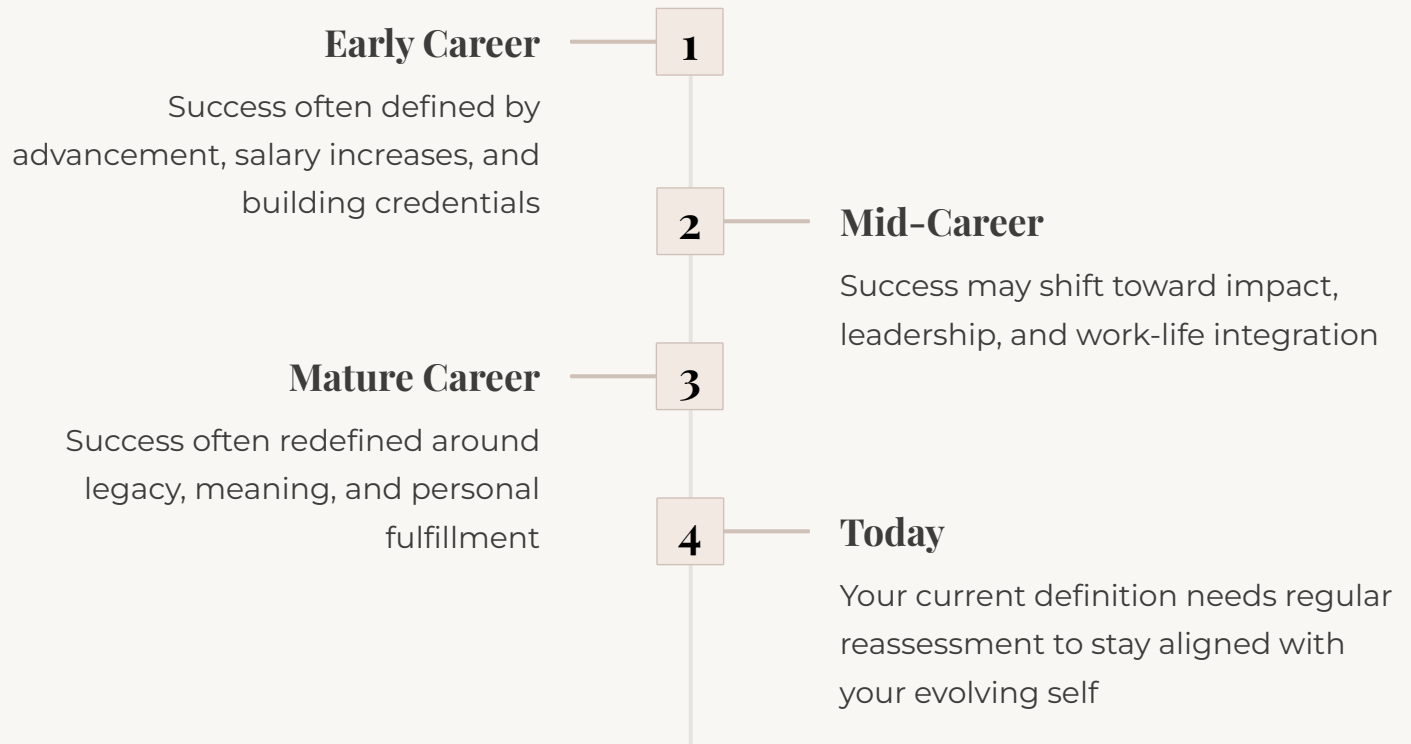 1
Early Career
Success often defined by
advancement, salary increases, and
building credentials
2
Mid-Career
Success may shift toward impact,
leadership, and work-life integration
3
Mature Career
Success often redefined around
legacy, meaning, and personal
fulfillment
4
Today
Your current definition needs regular
reassessment to stay aligned with
your evolving self